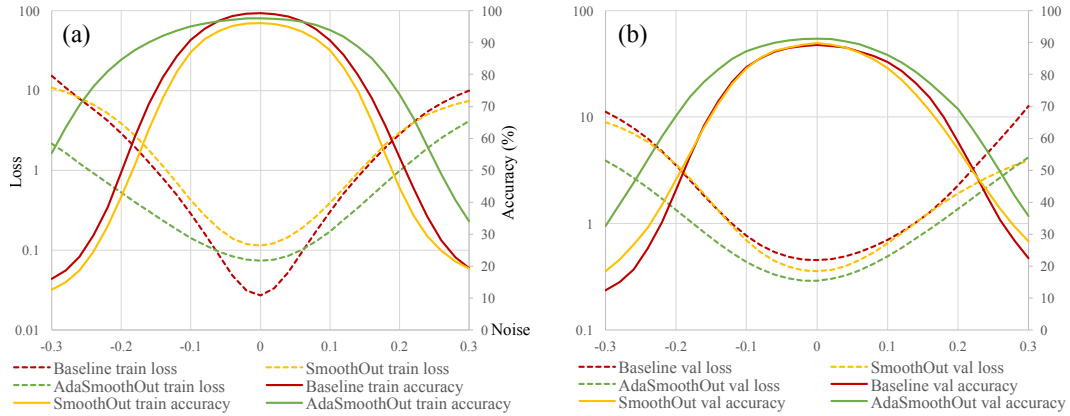 (a)
100
10
1
0.1
0.01
Loss
100
90
80
70
60
50
40
30
20
10
0
Accuracy (%)
Noise
-0.3 -0.2 -0.1 0 0.1 0.2 0.3
Baseline train loss SmoothOut train loss
AdaSmoothOut train loss Baseline train accuracy
SmoothOut train accuracy AdaSmoothOut train accuracy
(b)
100
10
1
0.1
100
90
80
70
60
50
40
30
20
10
0
-0.3 -0.2 -0.1 0 0.1 0.2 0.3
Baseline val loss SmoothOut val loss
AdaSmoothOut val loss Baseline val accuracy
SmoothOut val accuracy AdaSmoothOut val accuracy